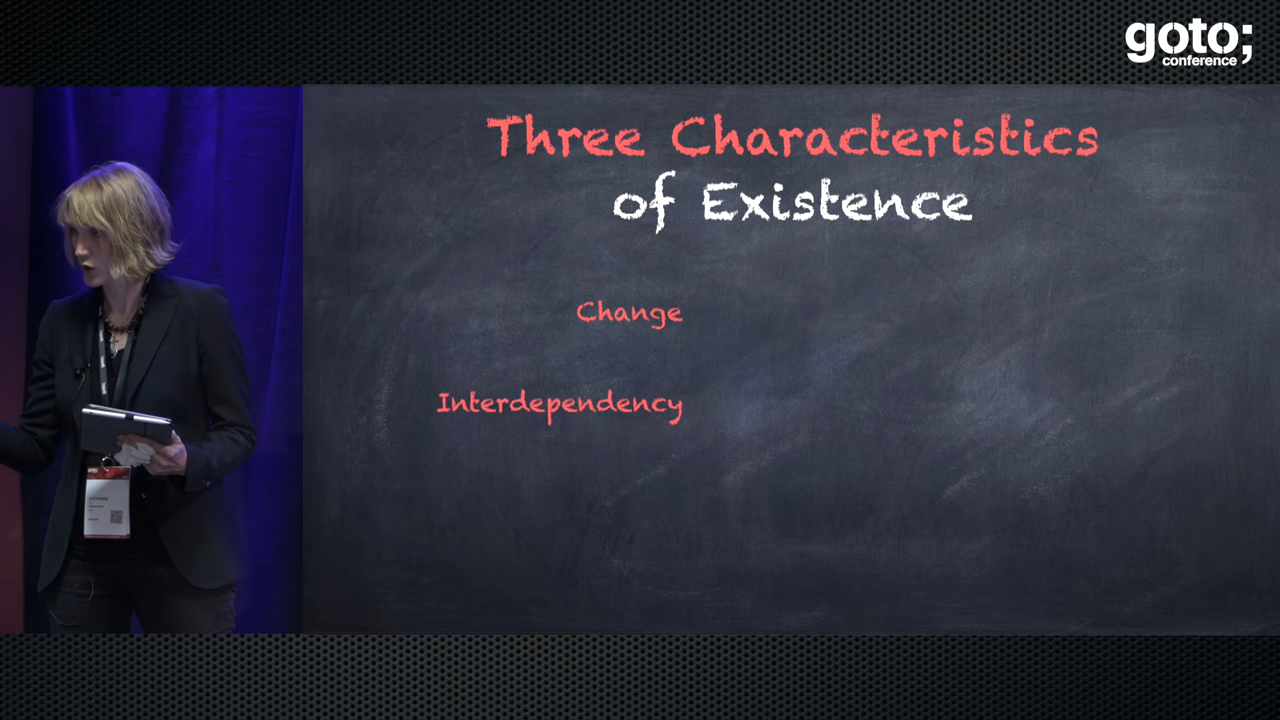 goto;
conference
Three Characteristics
of Existence
Change
Interdependency